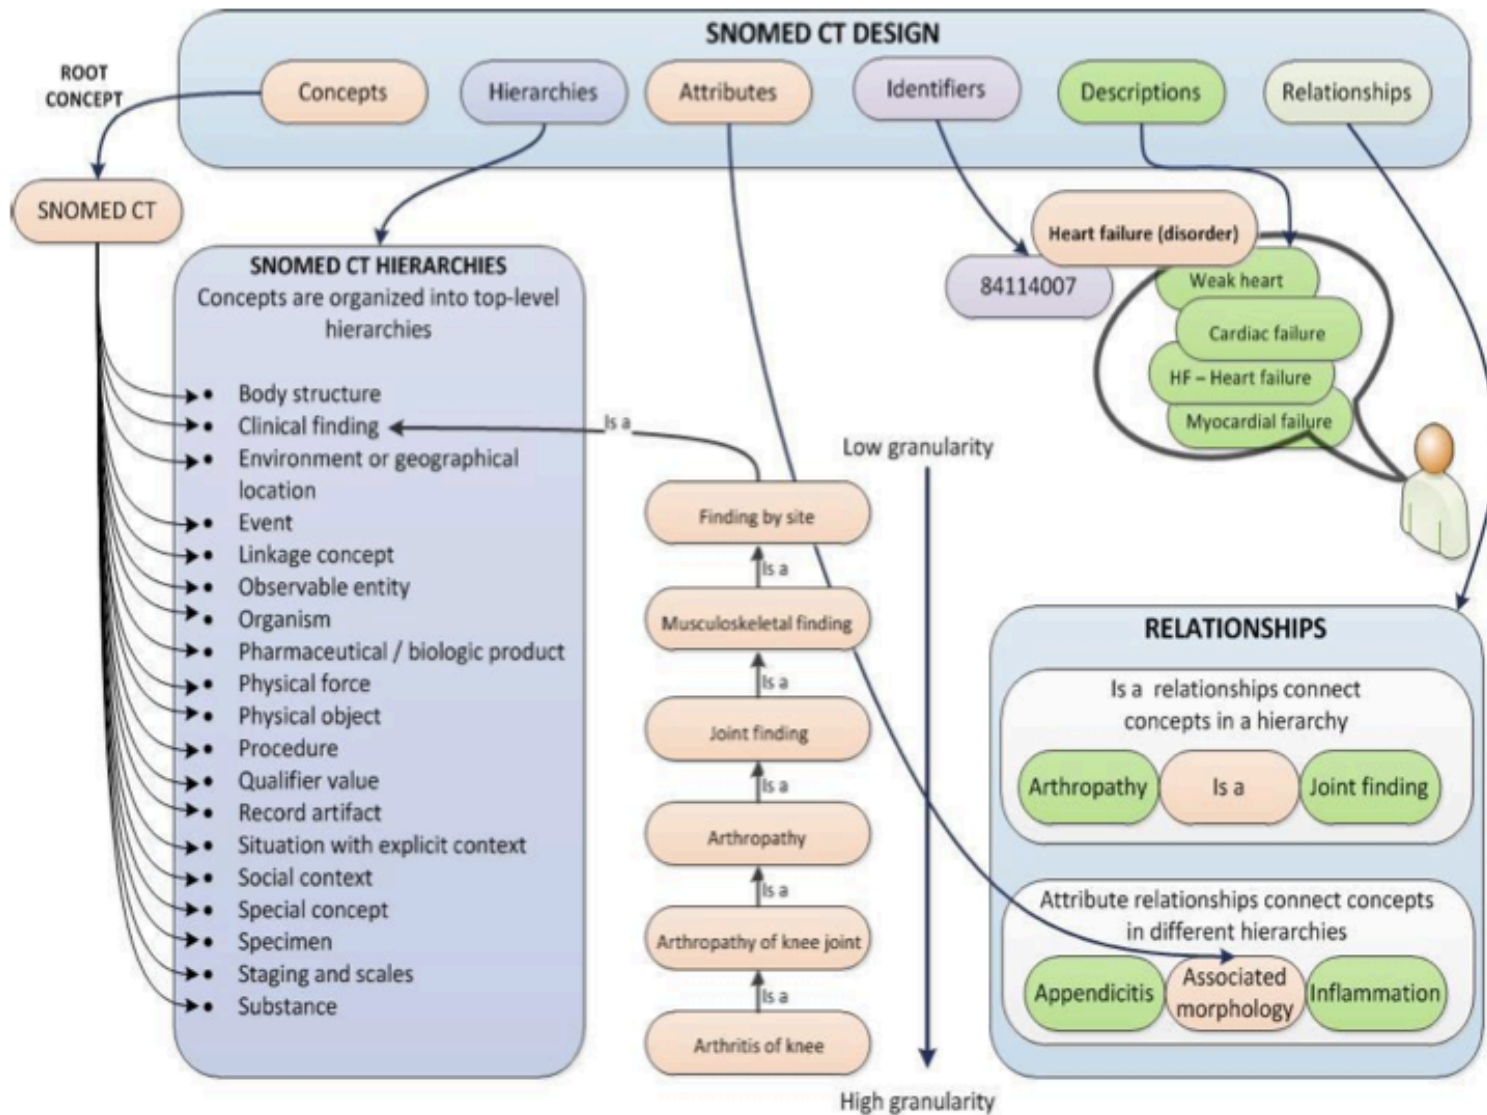 SNOMED CT DESIGN
ROOT
CONCEPT
Concepts
Hierarchies
Attributes
Identifiers
Descriptions
Relationships
SNOMED CT
SNOMED CT HIERARCHIES
Concepts are organized into top-level
hierarchies
• Body structure
• Clinical finding
• Environment or geographical
location
• Event
• Linkage concept
• Observable entity
• Organism
• Pharmaceutical / biologic product
• Physical force
• Physical object
• Procedure
• Qualifier value
• Record artifact
• Situation with explicit context
• Social context
• Special concept
• Specimen
• Staging and scales
• Substance
Is a
Finding by site
Is a
Musculoskeletal finding
Is a
Joint finding
Is a
Arthropathy
Is a
Arthropathy of knee joint
Is a
Arthritis of knee
Low granularity
High granularity
Heart failure (disorder)
84114007
Weak heart
Cardiac failure
HF – Heart failure
Myocardial failure
RELATIONSHIPS
Is a relationships connect
concepts in a hierarchy
Arthropathy
Is a
Joint finding
Attribute relationships connect concepts
in different hierarchies
Appendicitis
Associated
morphology
Inflammation